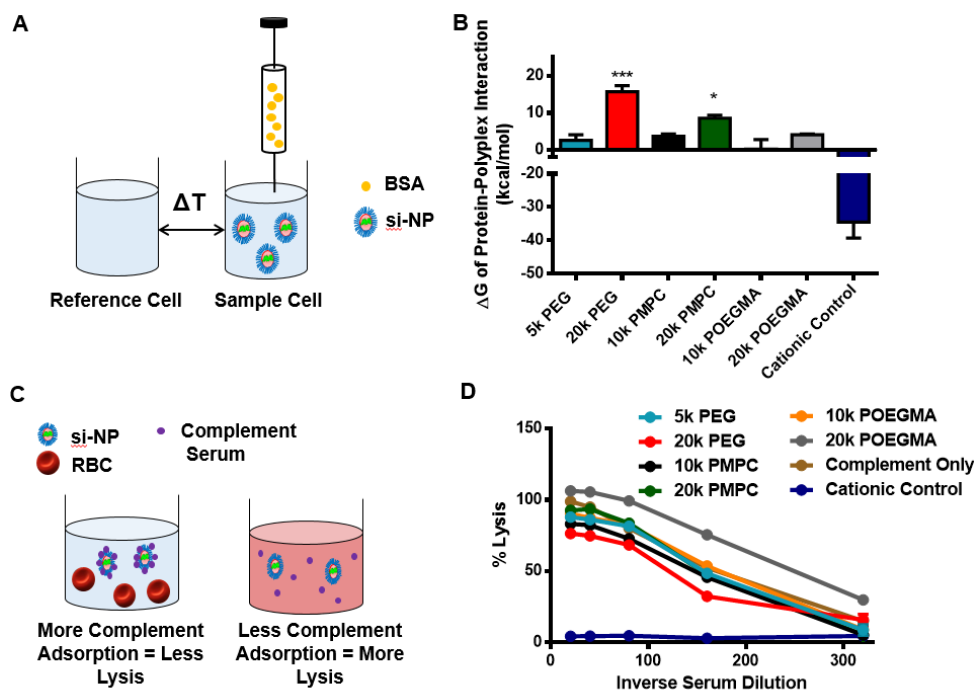 A
ΔT
BSA
si-NP
Reference Cell
Sample Cell
B
ΔG of Protein-Polyplex Interaction
(kcal/mol)
20
10
0
-20
-30
-40
-50
***
*
5k PEG
20k PEG
10k PMPC
20k PMPC
10k POEGMA
20k POEGMA
Cationic Control
C
si-NP
Complement
Serum
RBC
More Complement
Adsorption = Less
Lysis
Less Complement
Adsorption = More
Lysis
D
5k PEG
20k PEG
10k PMPC
20k PMPC
10k POEGMA
20k POEGMA
Complement Only
Cationic Control
% Lysis
150
100
50
0
0
100
200
300
Inverse Serum Dilution